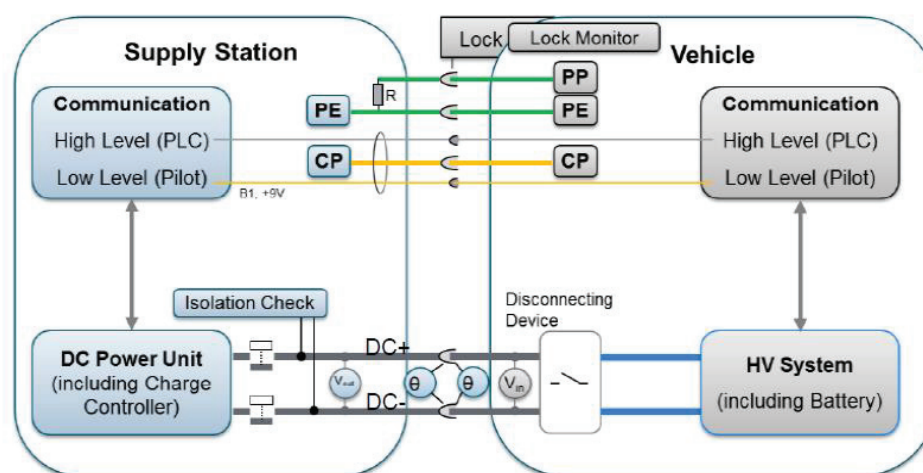 Supply Station
Lock
Lock Monitor
Vehicle
Communication
High Level (PLC)
Low Level (Pilot)
PE
R
CP
B1, +9V
PP
PE
CP
Communication
High Level (PLC)
Low Level (Pilot)
Isolation Check
Disconnecting
Device
DC Power Unit
(including Charge
Controller)
DC+
Vout
θ
θ
Vin
DC-
HV System
(including Battery)